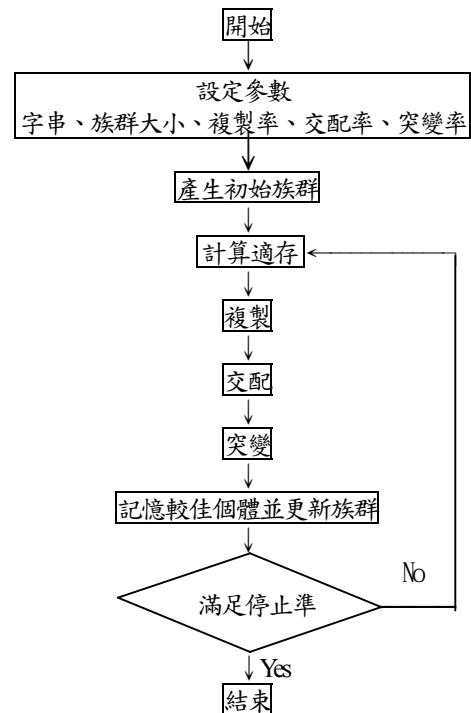 開始
設定參數
字串、族群大小、複製率、交配率、突變率
產生初始族群
計算適存
複製
交配
突變
記憶較佳個體並更新族群
滿足停止準
No
Yes
結束